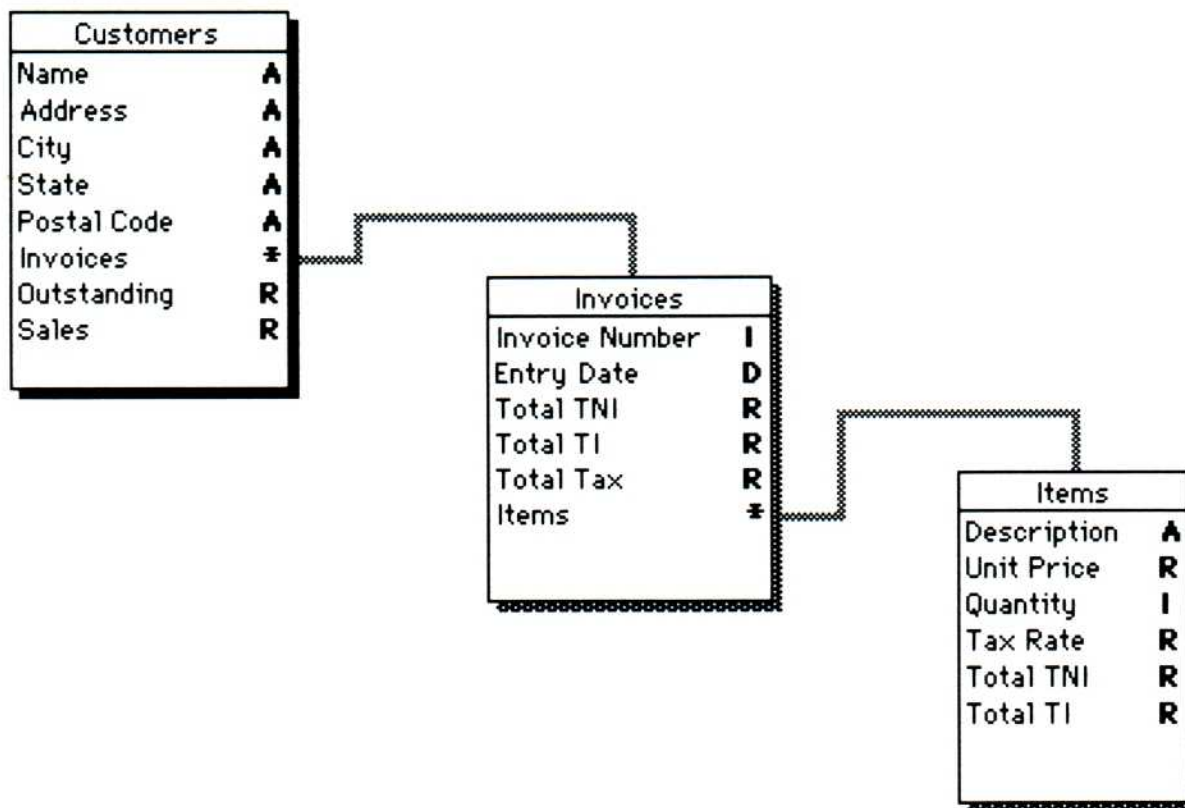 Customers
Name A
Address A
City A
State A
Postal Code A
Invoices *
Outstanding R
Sales R
Invoices
Invoice Number I
Entry Date D
Total TNI R
Total TI R
Total Tax R
Items *
Items
Description A
Unit Price R
Quantity I
Tax Rate R
Total TNI R
Total TI R